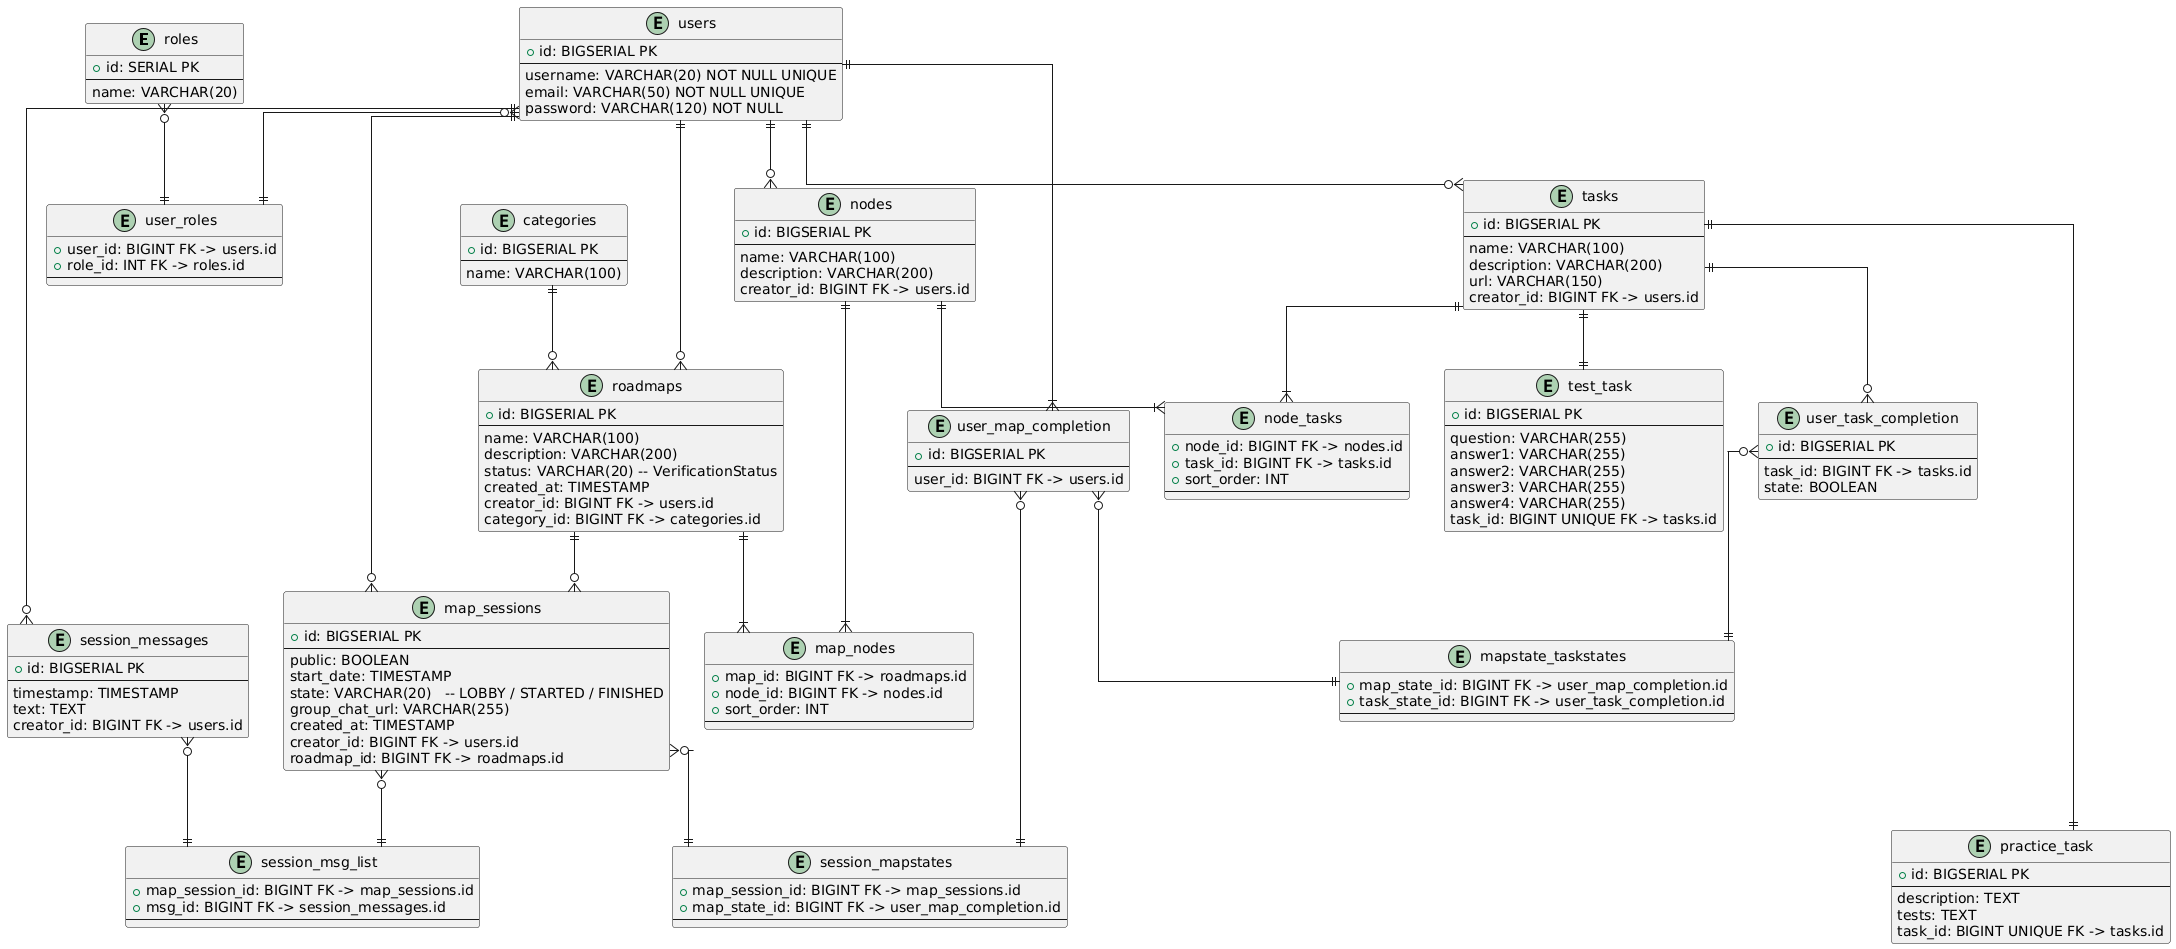 E roles
id: SERIAL PK
name: VARCHAR(20)
E users
id: BIGSERIAL PK
username: VARCHAR(20) NOT NULL UNIQUE
email: VARCHAR(50) NOT NULL UNIQUE
password: VARCHAR(120) NOT NULL
E user_roles
user_id: BIGINT FK -> users.id
role_id: INT FK -> roles.id
E categories
id: BIGSERIAL PK
name: VARCHAR(100)
E nodes
id: BIGSERIAL PK
name: VARCHAR(100)
description: VARCHAR(200)
creator_id: BIGINT FK -> users.id
E tasks
id: BIGSERIAL PK
name: VARCHAR(100)
description: VARCHAR(200)
url: VARCHAR(150)
creator_id: BIGINT FK -> users.id
E roadmaps
id: BIGSERIAL PK
name: VARCHAR(100)
description: VARCHAR(200)
status: VARCHAR(20) -- VerificationStatus
created_at: TIMESTAMP
creator_id: BIGINT FK -> users.id
category_id: BIGINT FK -> categories.id
E user_map_completion
id: BIGSERIAL PK
user_id: BIGINT FK -> users.id
E node_tasks
node_id: BIGINT FK -> nodes.id
task_id: BIGINT FK -> tasks.id
sort_order: INT
E test_task
id: BIGSERIAL PK
question: VARCHAR(255)
answer1: VARCHAR(255)
answer2: VARCHAR(255)
answer3: VARCHAR(255)
answer4: VARCHAR(255)
task_id: BIGINT UNIQUE FK -> tasks.id
E user_task_completion
id: BIGSERIAL PK
task_id: BIGINT FK -> tasks.id
state: BOOLEAN
E session_messages
id: BIGSERIAL PK
timestamp: TIMESTAMP
text: TEXT
creator_id: BIGINT FK -> users.id
E map_sessions
id: BIGSERIAL PK
public: BOOLEAN
start_date: TIMESTAMP
state: VARCHAR(20) -- LOBBY / STARTED / FINISHED
group_chat_url: VARCHAR(255)
created_at: TIMESTAMP
creator_id: BIGINT FK -> users.id
roadmap_id: BIGINT FK -> roadmaps.id
E map_nodes
map_id: BIGINT FK -> roadmaps.id
node_id: BIGINT FK -> nodes.id
sort_order: INT
E mapstate_taskstates
map_state_id: BIGINT FK -> user_map_completion.id
task_state_id: BIGINT FK -> user_task_completion.id
E session_msg_list
map_session_id: BIGINT FK -> map_sessions.id
msg_id: BIGINT FK -> session_messages.id
E session_mapstates
map_session_id: BIGINT FK -> map_sessions.id
map_state_id: BIGINT FK -> user_map_completion.id
E practice_task
id: BIGSERIAL PK
description: TEXT
tests: TEXT
task_id: BIGINT UNIQUE FK -> tasks.id